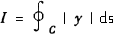 I = ∮_C | y | ds